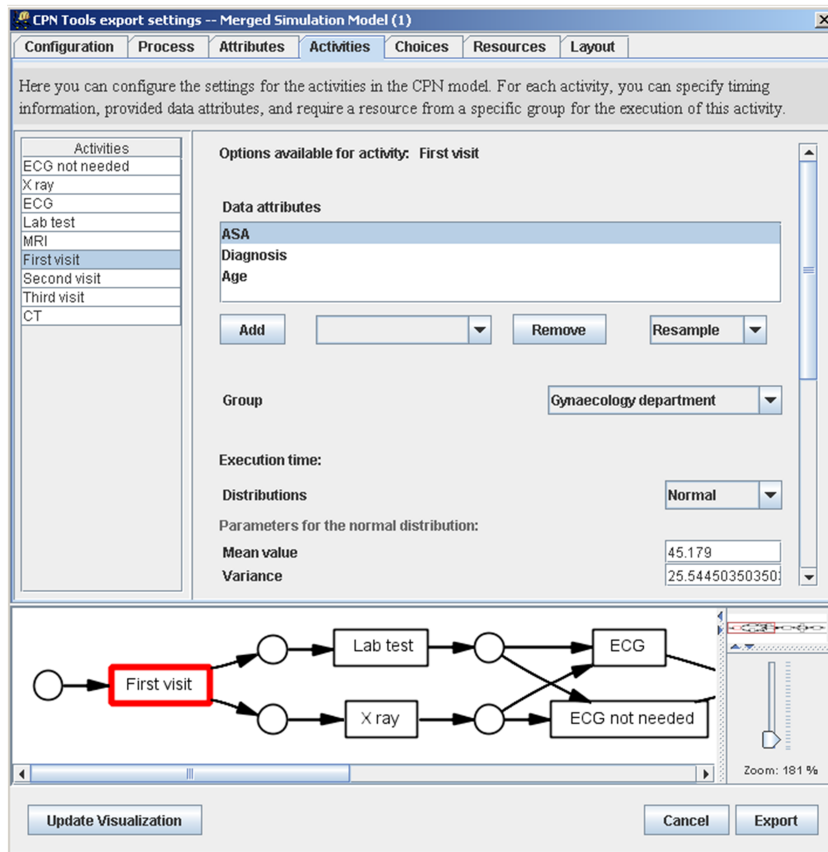 CPN Tools export settings -- Merged Simulation Model (1)
Configuration Process Attributes Activities Choices Resources Layout
Here you can configure the settings for the activities in the CPN model. For each activity, you can specify timing
information, provided data attributes, and require a resource from a specific group for the execution of this activity.
Activities
ECG not needed
X ray
ECG
Lab test
MRI
First visit
Second visit
Third visit
CT
Options available for activity: First visit
Data attributes
ASA
Diagnosis
Age
Add Remove Resample
Group Gynaecology department
Execution time:
Distributions Normal
Parameters for the normal distribution:
Mean value 45.179
Variance 25.54450350350
Lab test ECG
First visit
X ray ECG not needed
Zoom: 181 %
Update Visualization Cancel Export